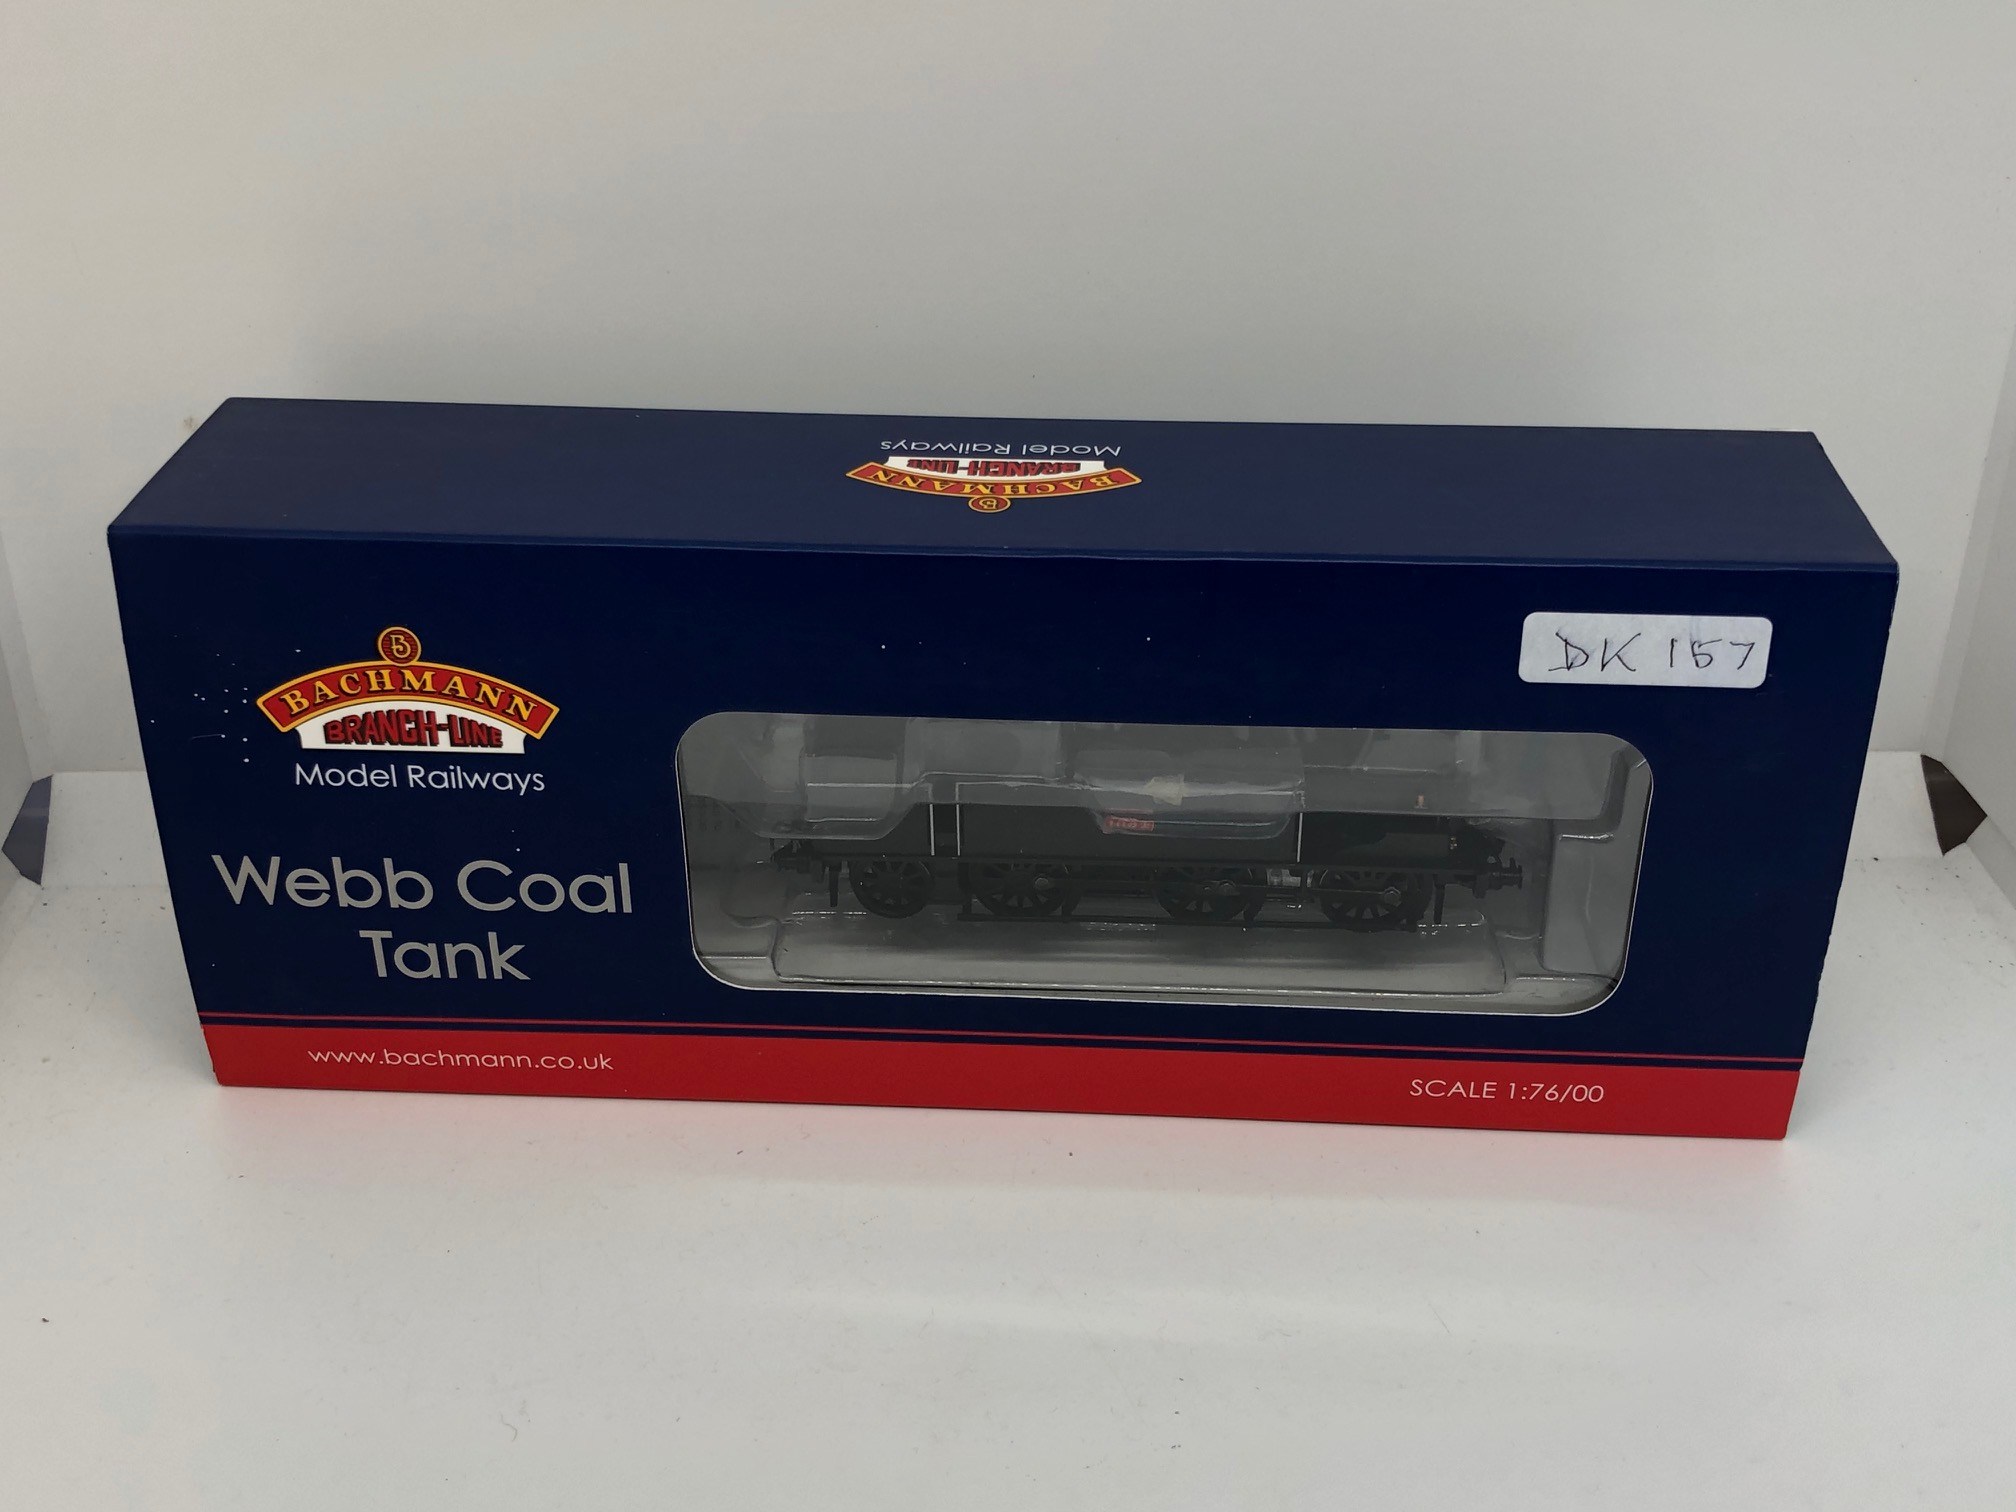 Model Railways
BRANCH-LINE
BACHMANN
B
B
BACHMANN
BRANCH-LINE
Model Railways
DK 157
Webb Coal
Tank
www.bachmann.co.uk
SCALE 1:76/00